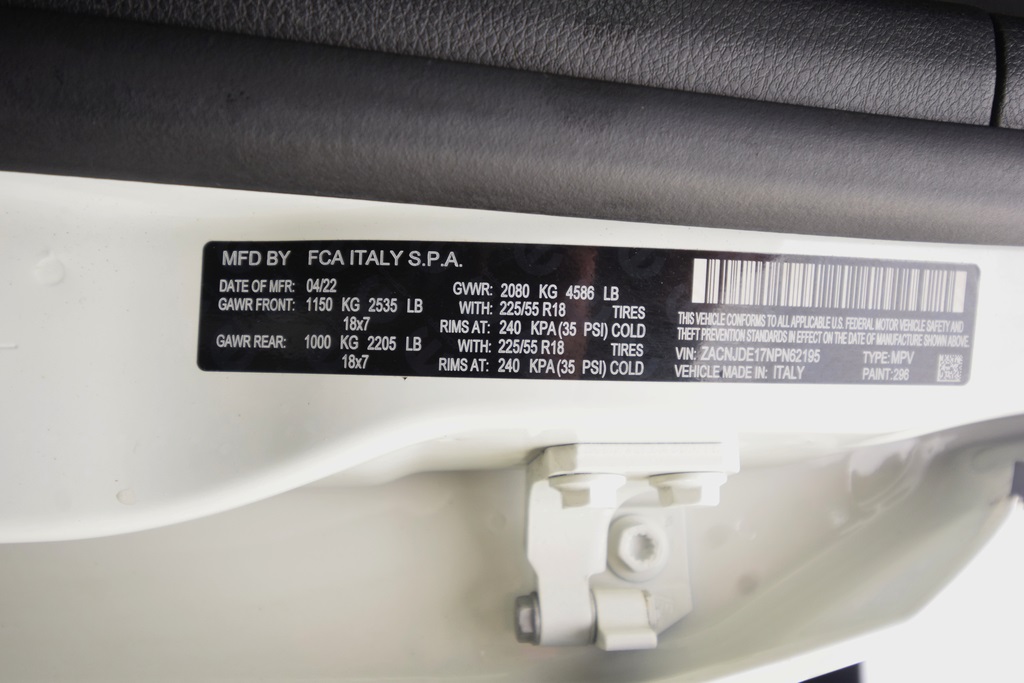 MFD BY FCA ITALY S.P.A.
DATE OF MFR: 04/22 GVWR: 2080 KG 4586 LB
GAWR FRONT: 1150 KG 2535 LB WITH: 225/55 R18 TIRES
18x7 RIMS AT: 240 KPA (35 PSI) COLD
GAWR REAR: 1000 KG 2205 LB WITH: 225/55 R18 TIRES
18x7 RIMS AT: 240 KPA (35 PSI) COLD
THIS VEHICLE CONFORMS TO ALL APPLICABLE U.S. FEDERAL MOTOR VEHICLE SAFETY AND
THEFT PREVENTION STANDARDS IN EFFECT ON THE DATE OF MANUFACTURE SHOWN ABOVE.
VIN: ZACNJDE17NPN62195 TYPE: MPV
VEHICLE MADE IN: ITALY PAINT: 296